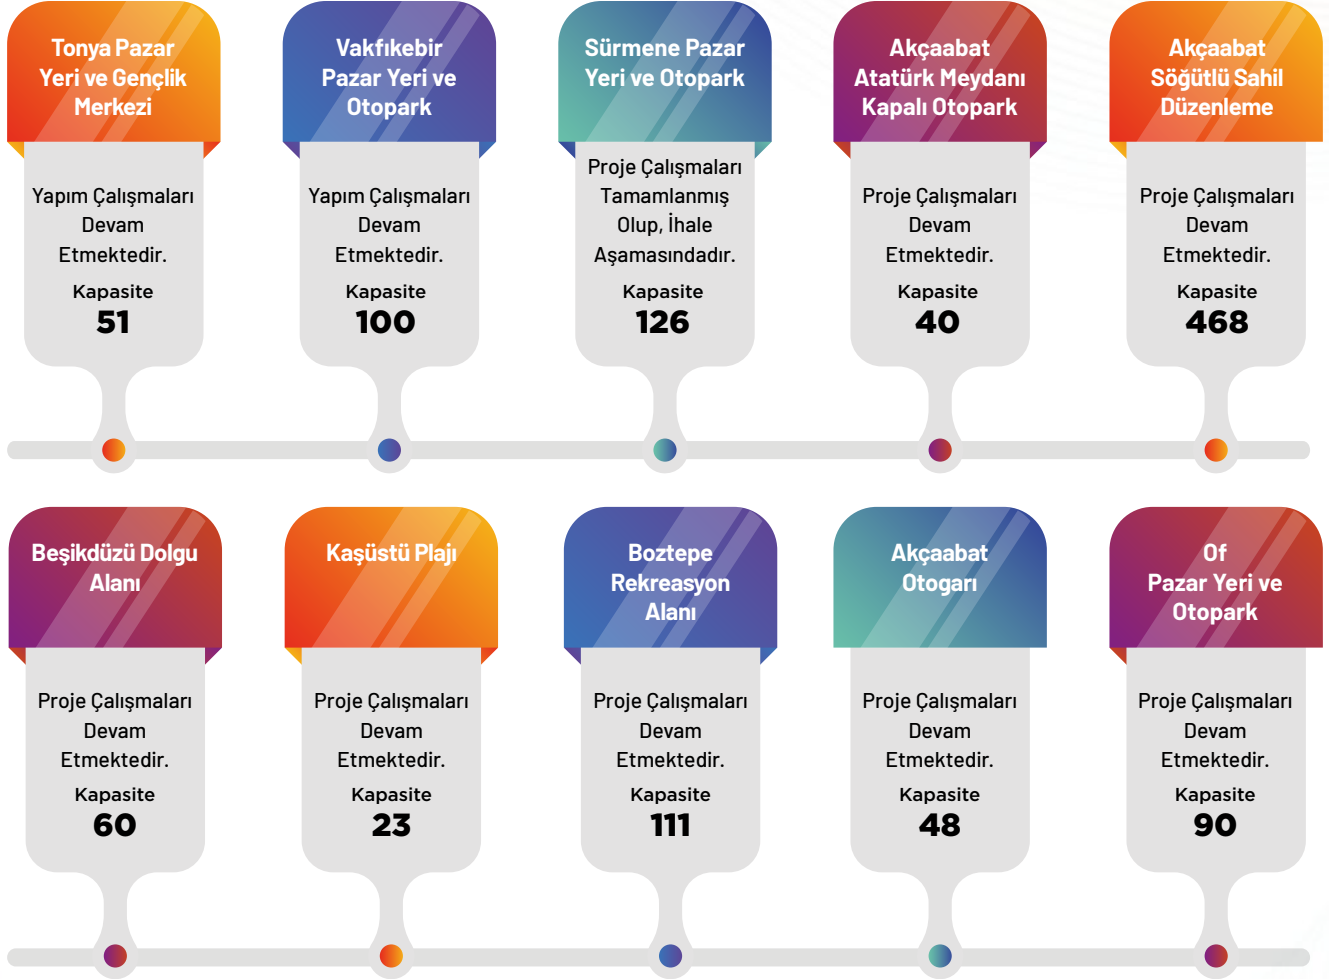 Tonya Pazar
Yeri ve Gençlik
Merkezi
Yapım Çalışmaları
Devam
Etmektedir.
Kapasite
51
Vakfıkebir
Pazar Yeri ve
Otopark
Yapım Çalışmaları
Devam
Etmektedir.
Kapasite
100
Sürmene Pazar
Yeri ve Otopark
Proje Çalışmaları
Tamamlanmış
Olup, İhale
Aşamasındadır.
Kapasite
126
Akçaabat
Atatürk Meydanı
Kapalı Otopark
Proje Çalışmaları
Devam
Etmektedir.
Kapasite
40
Akçaabat
Söğütlü Sahil
Düzenleme
Proje Çalışmaları
Devam
Etmektedir.
Kapasite
468
Beşikdüzü Dolgu
Alanı
Proje Çalışmaları
Devam
Etmektedir.
Kapasite
60
Kaşüstü Plajı
Proje Çalışmaları
Devam
Etmektedir.
Kapasite
23
Boztepe
Rekreasyon
Alanı
Proje Çalışmaları
Devam
Etmektedir.
Kapasite
111
Akçaabat
Otogarı
Proje Çalışmaları
Devam
Etmektedir.
Kapasite
48
Of
Pazar Yeri ve
Otopark
Proje Çalışmaları
Devam
Etmektedir.
Kapasite
90